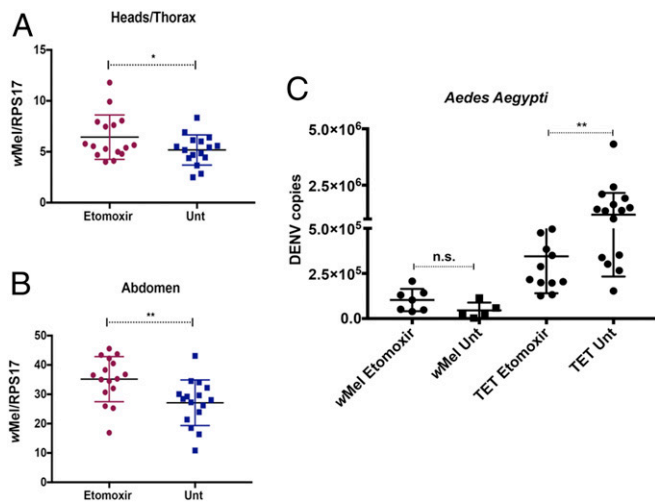 A
Heads/Thorax
*
wMel/RPS17
15
10
5
0
Etomoxir
Unt
B
Abdomen
**
wMel/RPS17
50
40
30
20
10
0
Etomoxir
Unt
C
Aedes Aegypti
**
n.s.
DENV copies
5.0×10⁶
2.5×10⁶
5.0×10⁵
2.5×10⁵
0.0
wMel Etomoxir
wMel Unt
TET Etomoxir
TET Unt